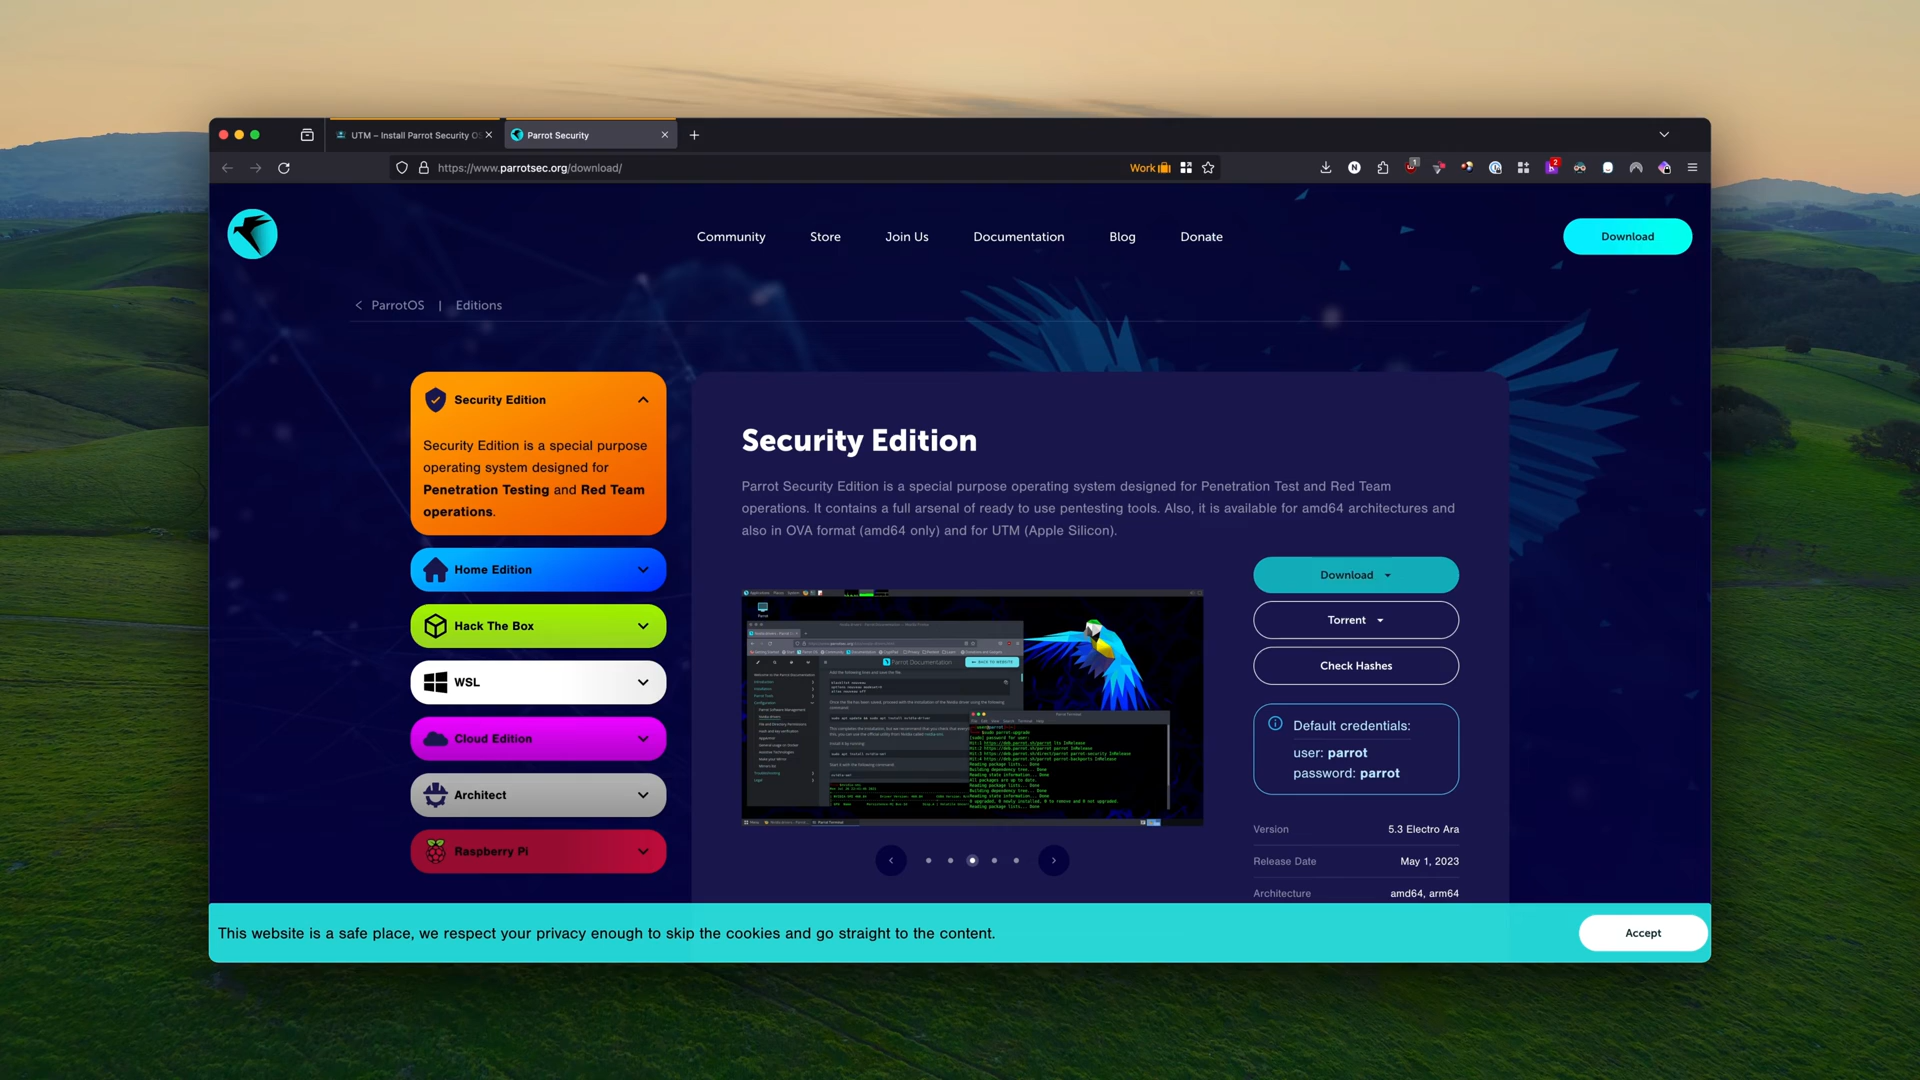 UTM – Install Parrot Security O
Parrot Security
https://www.parrotsec.org/download/
Work
1
2
Community
Store
Join Us
Documentation
Blog
Donate
Download
ParrotOS | Editions
Security Edition
Security Edition is a special purpose
operating system designed for
Penetration Testing and Red Team
operations.
Home Edition
Hack The Box
WSL
Cloud Edition
Architect
Raspberry Pi
Security Edition
Parrot Security Edition is a special purpose operating system designed for Penetration Test and Red Team
operations. It contains a full arsenal of ready to use pentesting tools. Also, it is available for amd64 architectures and
also in OVA format (amd64 only) and for UTM (Apple Silicon).
Parrot Documentation
BACK TO WEBSITE
Download
Torrent
Check Hashes
Default credentials:
user: parrot
password: parrot
Version 5.3 Electro Ara
Release Date May 1, 2023
Architecture amd64, arm64
This website is a safe place, we respect your privacy enough to skip the cookies and go straight to the content.
Accept